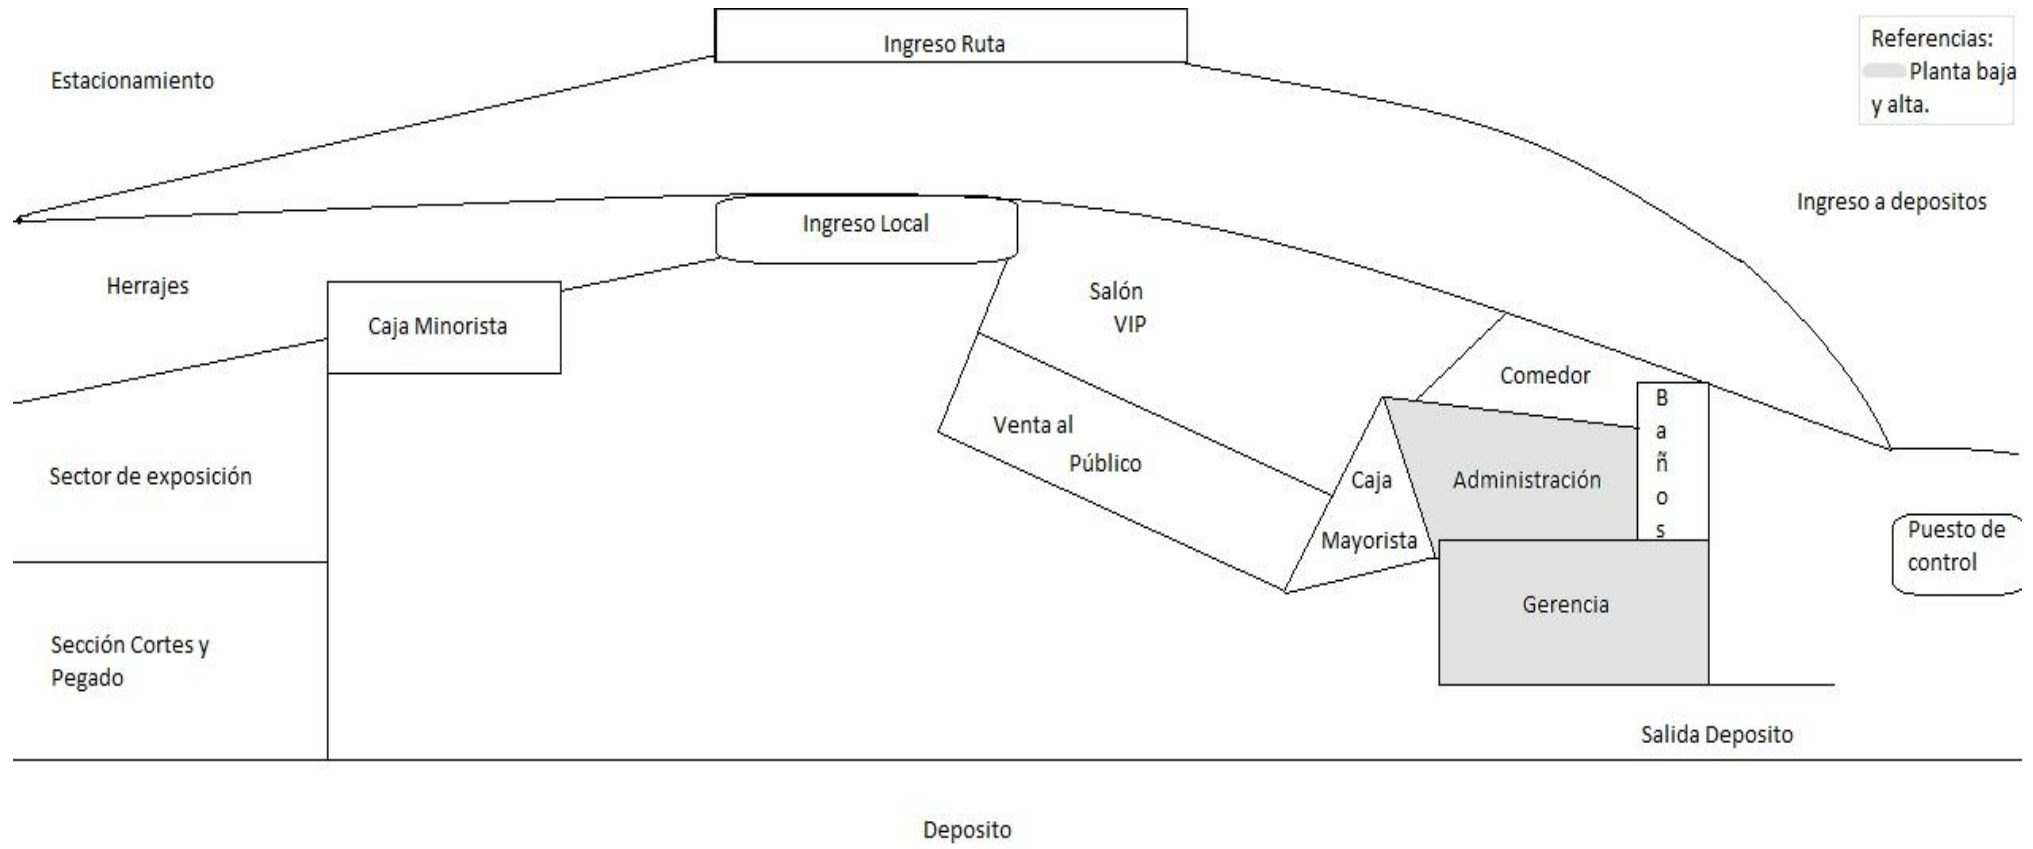 Ingreso Ruta
Referencias:
Planta baja
y alta.
Estacionamiento
Ingreso a depositos
Ingreso Local
Herrajes
Salón
VIP
Caja Minorista
Comedor
B
a
ñ
o
s
Venta al
Público
Sector de exposición
Caja
Mayorista
Administración
Puesto de
control
Gerencia
Sección Cortes y
Pegado
Salida Deposito
Deposito